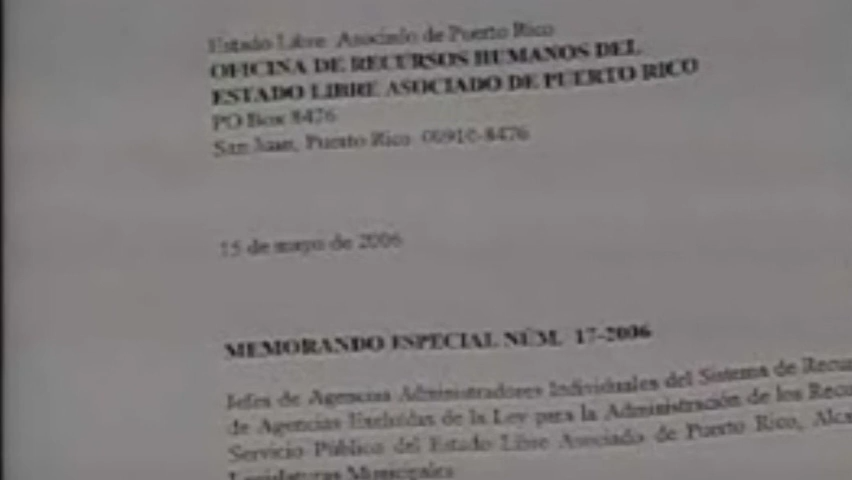 Estado Libre Asociado de Puerto Rico
OFICINA DE RECURSOS HUMANOS DEL
ESTADO LIBRE ASOCIADO DE PUERTO RICO
PO Box 8476
San Juan, Puerto Rico 00910-8476
15 de mayo de 2006
MEMORANDO ESPECIAL NÚM. 17-2006
Jefes de Agencias Administradores Individuales del Sistema de Recu
de Agencias Excluidas de la Ley para la Administración de los Recu
Servicio Público del Estado Libre Asociado de Puerto Rico, Alca
Legislaturas Municipales